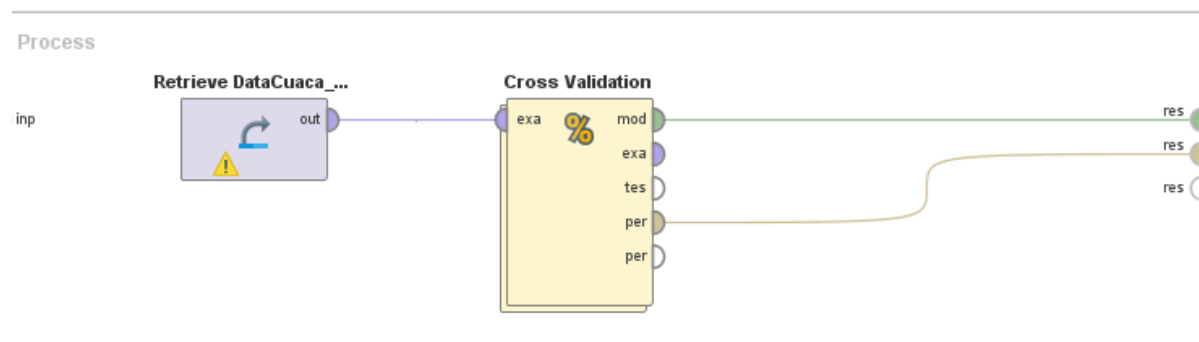 Process
Retrieve DataCuaca_...
Cross Validation
inp
out
exa
%
mod
res
exa
res
tes
res
per
per